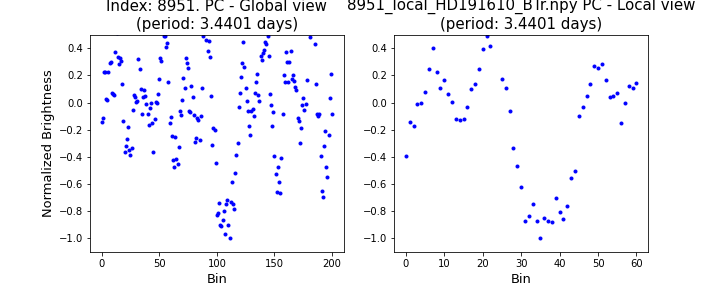 Index: 8951. PC - Global view
(period: 3.4401 days)
8951_local_HD191610_BTr.npy PC - Local view
(period: 3.4401 days)
Normalized Brightness
0.4
0.2
0.0
−0.2
−0.4
−0.6
−0.8
−1.0
0 50 100 150 200
Bin
0.4
0.2
0.0
−0.2
−0.4
−0.6
−0.8
−1.0
0 10 20 30 40 50 60
Bin